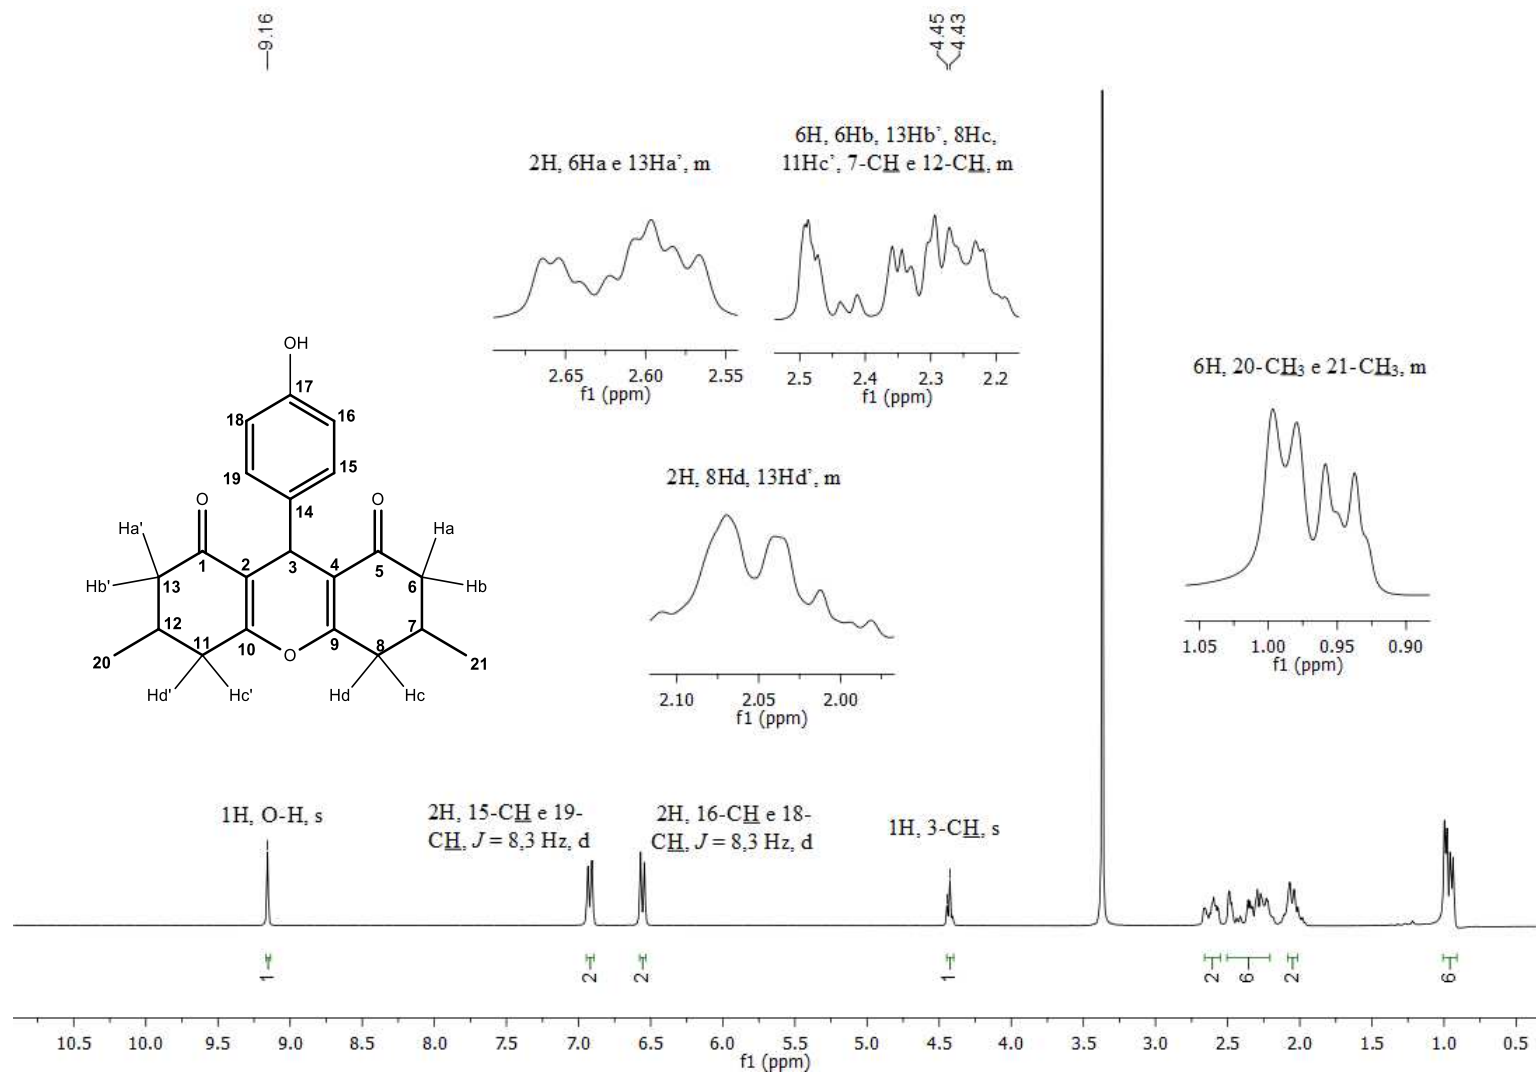 9.16
4.45
4.43
6H, 6Hb, 13Hb', 8Hc,
11Hc', 7-CH e 12-CH, m
2H, 6Ha e 13Ha', m
2.65 2.60 2.55
f1 (ppm)
2.5 2.4 2.3 2.2
f1 (ppm)
6H, 20-CH3 e 21-CH3, m
1.05 1.00 0.95 0.90
f1 (ppm)
2H, 8Hd, 13Hd', m
2.10 2.05 2.00
f1 (ppm)
OH
17
18 16
19 15
14
O O
Ha' Ha
1 2 3 4 5
Hb' 13 6 Hb
12 7
20 11 10 O 9 8 21
Hd' Hc' Hd Hc
1H, O-H, s
2H, 15-CH e 19-
CH, J = 8,3 Hz, d
2H, 16-CH e 18-
CH, J = 8,3 Hz, d
1H, 3-CH, s
1 2 2 1 2 6 2 6
10.5 10.0 9.5 9.0 8.5 8.0 7.5 7.0 6.5 6.0 5.5 5.0 4.5 4.0 3.5 3.0 2.5 2.0 1.5 1.0 0.5
f1 (ppm)